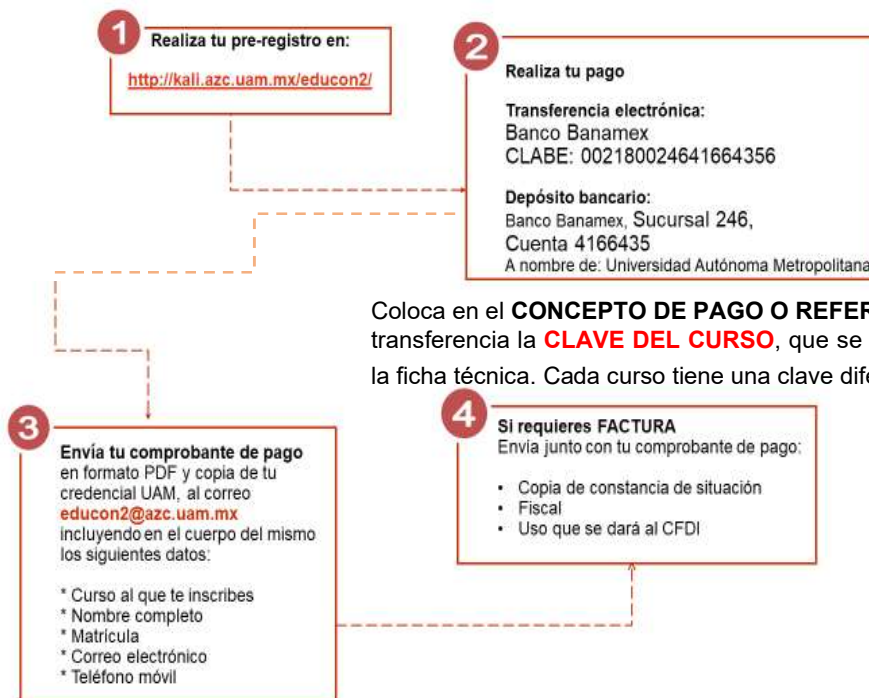 1
Realiza tu pre-registro en:
http://kali.azc.uam.mx/educon2/
2
Realiza tu pago
Transferencia electrónica:
Banco Banamex
CLABE: 002180024641664356
Depósito bancario:
Banco Banamex, Sucursal 246,
Cuenta 4166435
A nombre de: Universidad Autónoma Metropolitana
Coloca en el CONCEPTO DE PAGO O REFER
transferencia la CLAVE DEL CURSO, que se
la ficha técnica. Cada curso tiene una clave dife
3
Envía tu comprobante de pago
en formato PDF y copia de tu
credencial UAM, al correo
educon2@azc.uam.mx
incluyendo en el cuerpo del mismo
los siguientes datos:
* Curso al que te inscribes
* Nombre completo
* Matrícula
* Correo electrónico
* Teléfono móvil
4
Si requieres FACTURA
Envía junto con tu comprobante de pago:
• Copia de constancia de situación
• Fiscal
• Uso que se dará al CFDI